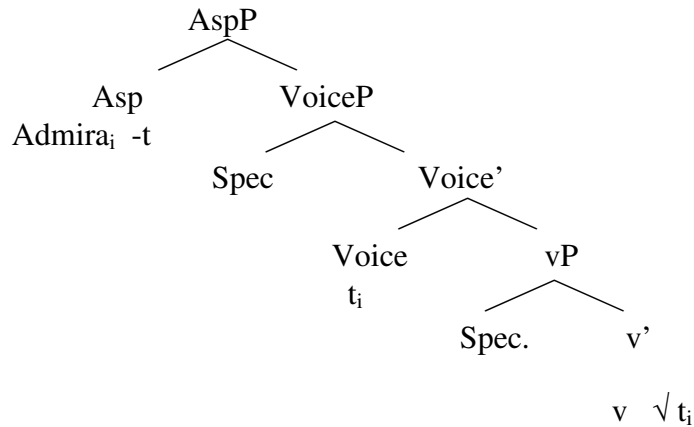 AspP
Asp VoiceP
Admiraᵢ -t
Spec Voice’
Voice vP
tᵢ
Spec. v’
v √ tᵢ